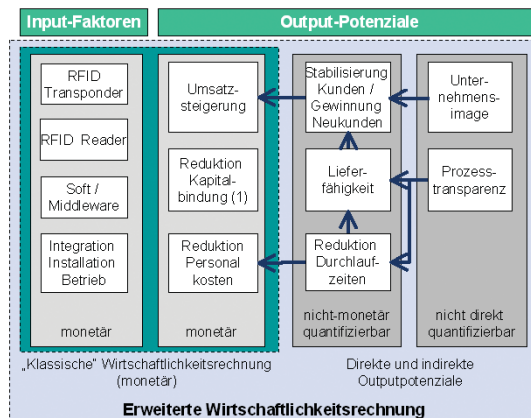 Input-Faktoren
Output-Potenziale
RFID
Transponder
RFID Reader
Soft /
Middleware
Integration
Installation
Betrieb
monetär
Umsatz-
steigerung
Reduktion
Kapital-
bindung (1)
Reduktion
Personal
kosten
monetär
Stabilisierung
Kunden /
Gewinnung
Neukunden
Liefer-
fähigkeit
Reduktion
Durchlauf-
zeiten
nicht-monetär
quantifizierbar
Unter-
nehmens-
image
Prozess-
transparenz
nicht direkt
quantifizierbar
„Klassische" Wirtschaftlichkeitsrechnung
(monetär)
Direkte und indirekte
Outputpotenziale
Erweiterte Wirtschaftlichkeitsrechnung